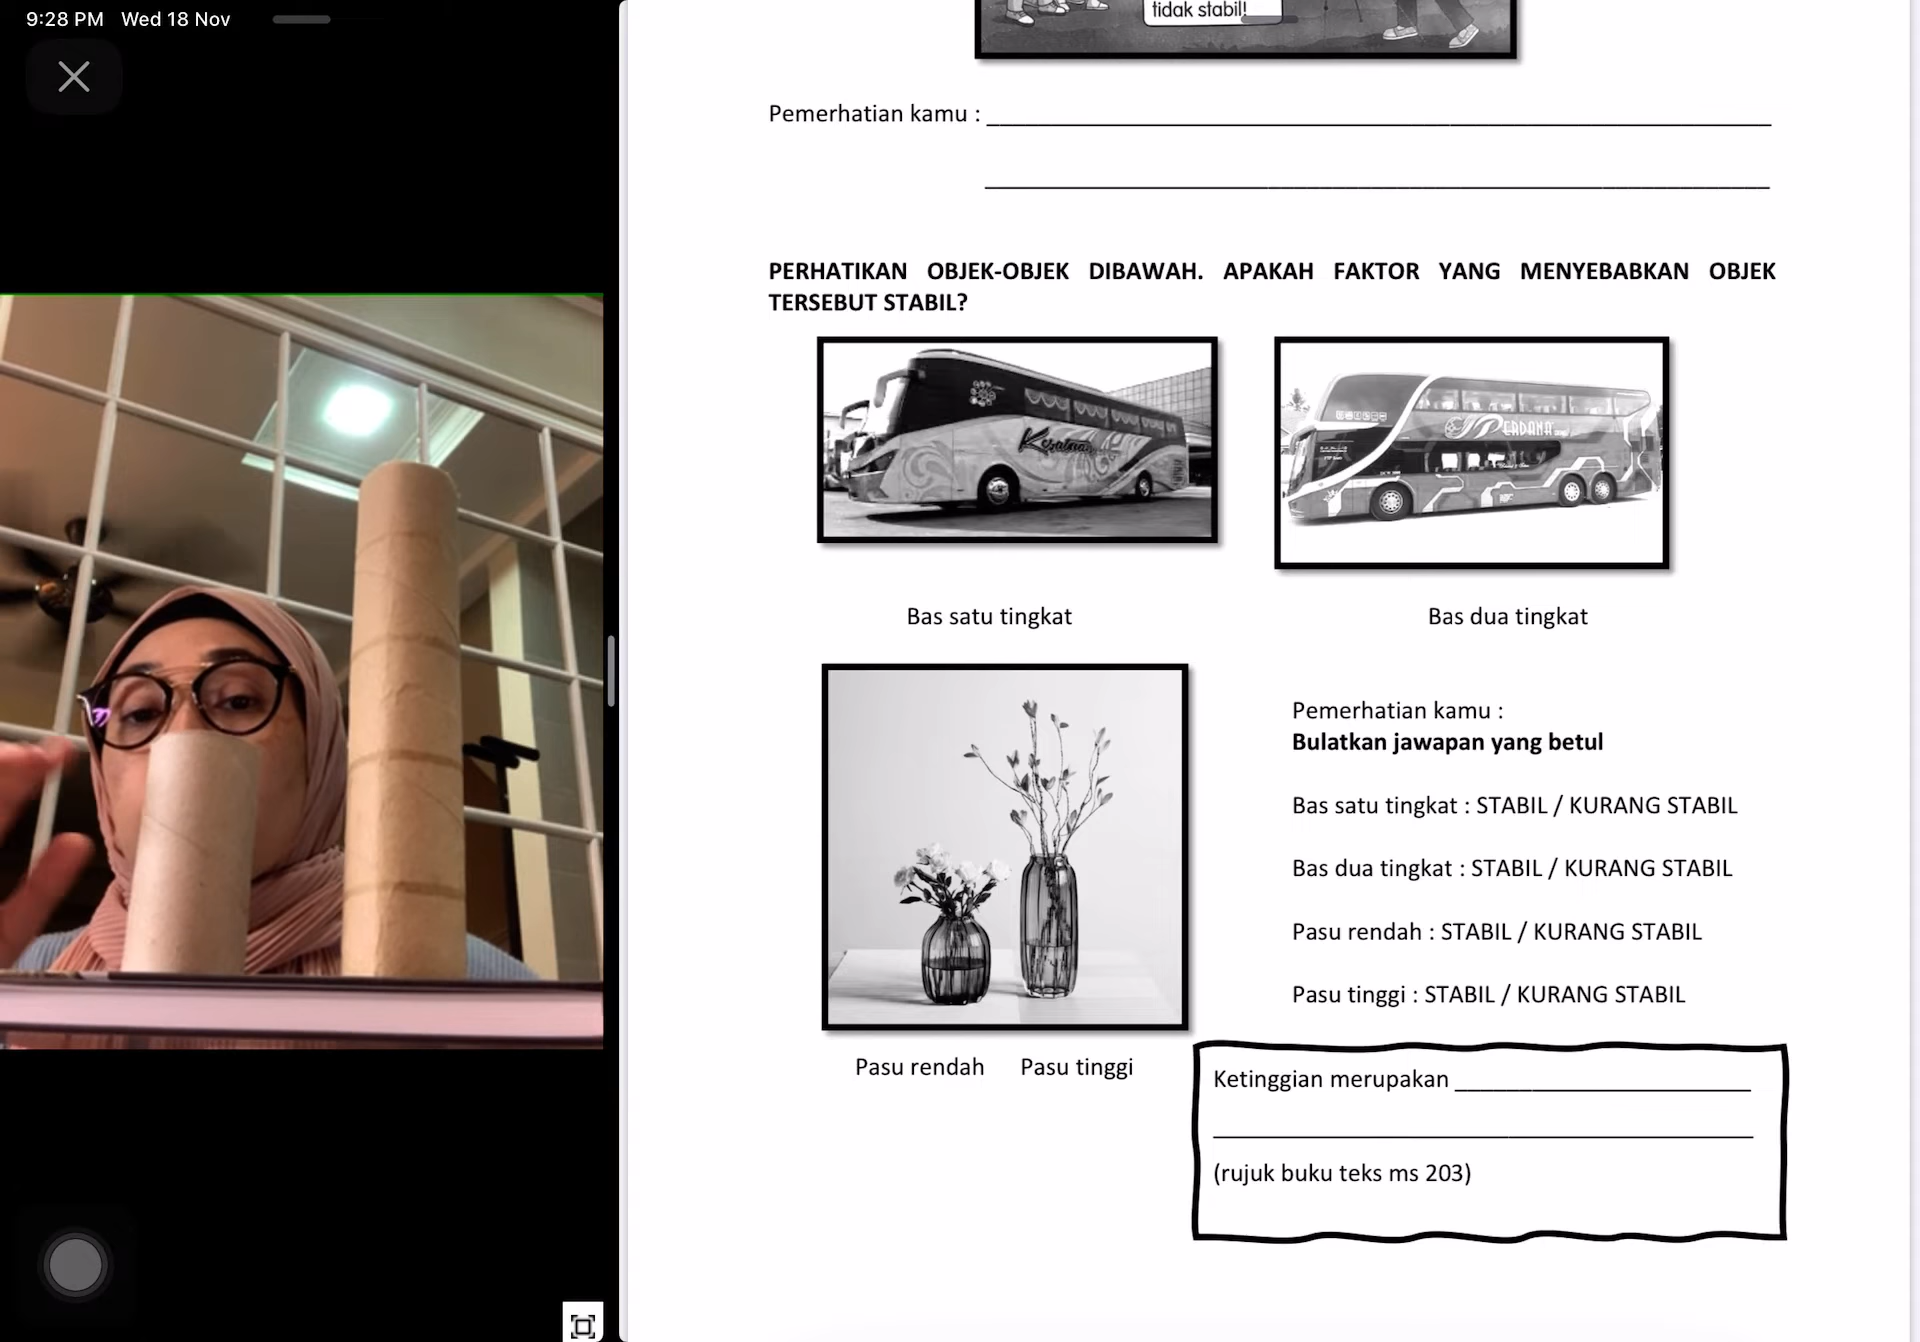 9:28 PM Wed 18 Nov
tidak stabil!
Pemerhatian kamu :
PERHATIKAN OBJEK-OBJEK DIBAWAH. APAKAH FAKTOR YANG MENYEBABKAN OBJEK
TERSEBUT STABIL?
PERDANA
Bas satu tingkat
Bas dua tingkat
Pemerhatian kamu :
Bulatkan jawapan yang betul
Bas satu tingkat : STABIL / KURANG STABIL
Bas dua tingkat : STABIL / KURANG STABIL
Pasu rendah : STABIL / KURANG STABIL
Pasu tinggi : STABIL / KURANG STABIL
Pasu rendah Pasu tinggi
Ketinggian merupakan
(rujuk buku teks ms 203)